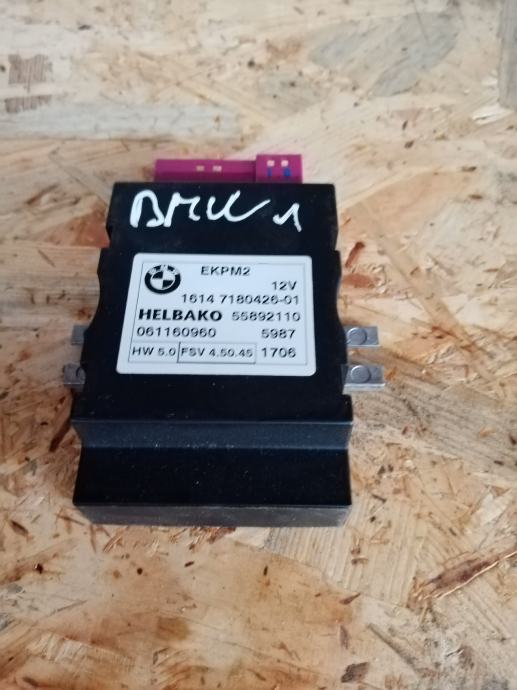 BMW 1
BMW
EKPM2
12V
1614 7180426-01
HELBAKO 55892110
061160960 5987
HW 5.0 FSV 4.50.45 1706